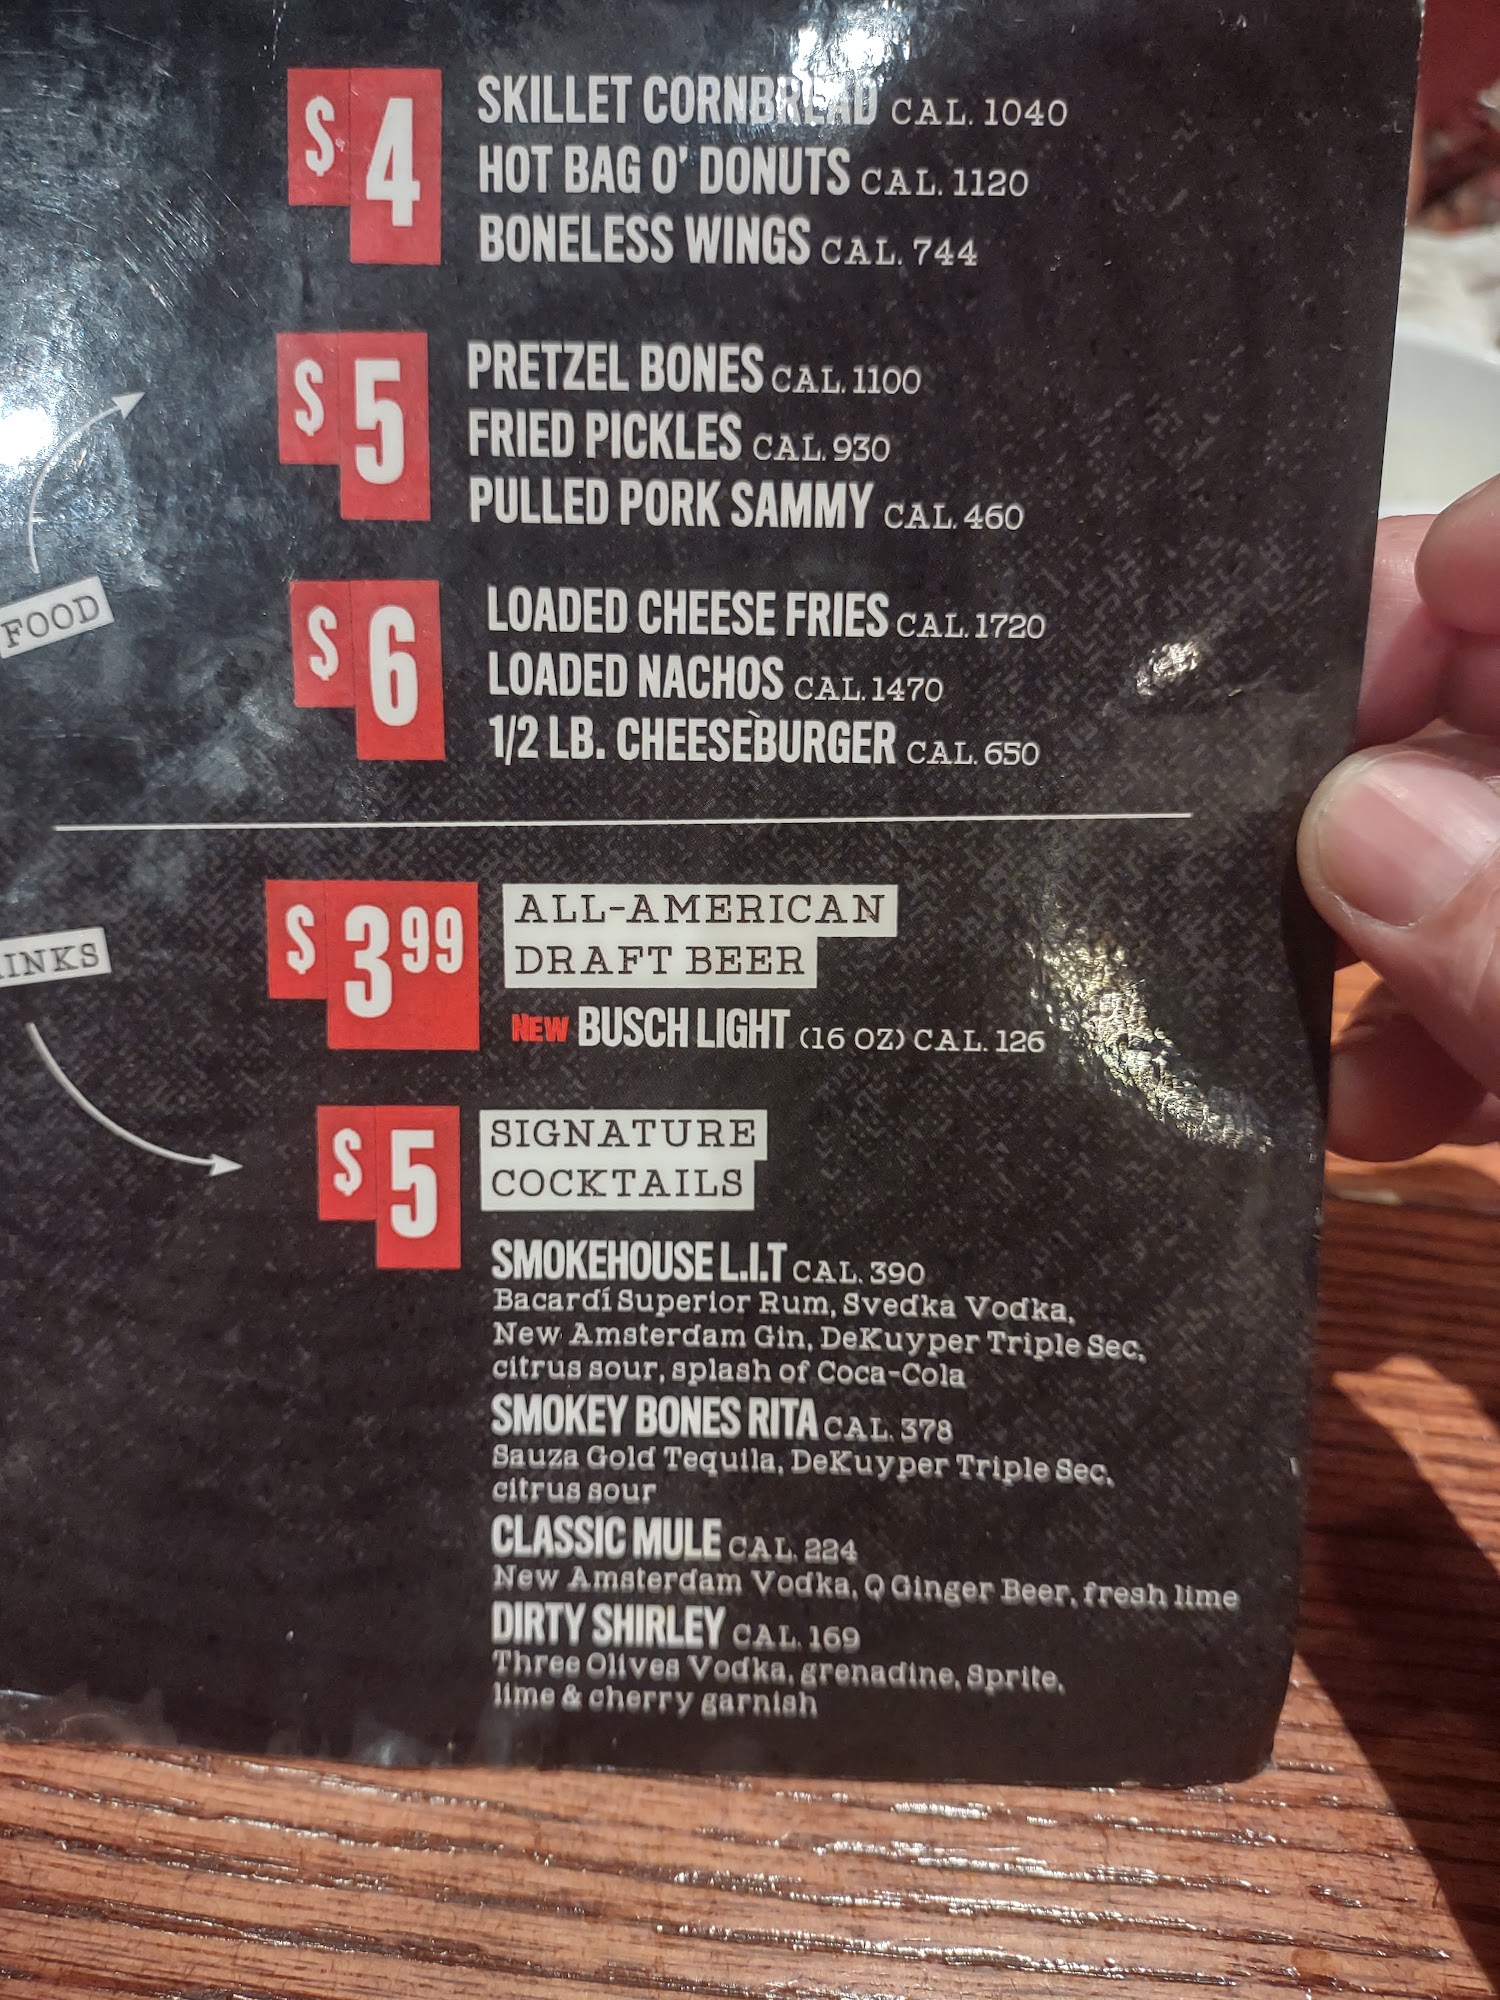 $4
SKILLET CORNBREAD CAL. 1040
HOT BAG O' DONUTS CAL. 1120
BONELESS WINGS CAL. 744
$5
PRETZEL BONES CAL. 1100
FRIED PICKLES CAL. 930
PULLED PORK SAMMY CAL. 460
FOOD
$6
LOADED CHEESE FRIES CAL. 1720
LOADED NACHOS CAL. 1470
1/2 LB. CHEESEBURGER CAL. 650
INKS
$3.99
ALL-AMERICAN
DRAFT BEER
NEW BUSCH LIGHT (16 OZ) CAL. 126
$5
SIGNATURE
COCKTAILS
SMOKEHOUSE L.I.T CAL. 390
Bacardí Superior Rum, Svedka Vodka,
New Amsterdam Gin, DeKuyper Triple Sec,
citrus sour, splash of Coca-Cola
SMOKEY BONES RITA CAL. 378
Sauza Gold Tequila, DeKuyper Triple Sec,
citrus sour
CLASSIC MULE CAL. 224
New Amsterdam Vodka, Q Ginger Beer, fresh lime
DIRTY SHIRLEY CAL. 169
Three Olives Vodka, grenadine, Sprite,
lime & cherry garnish